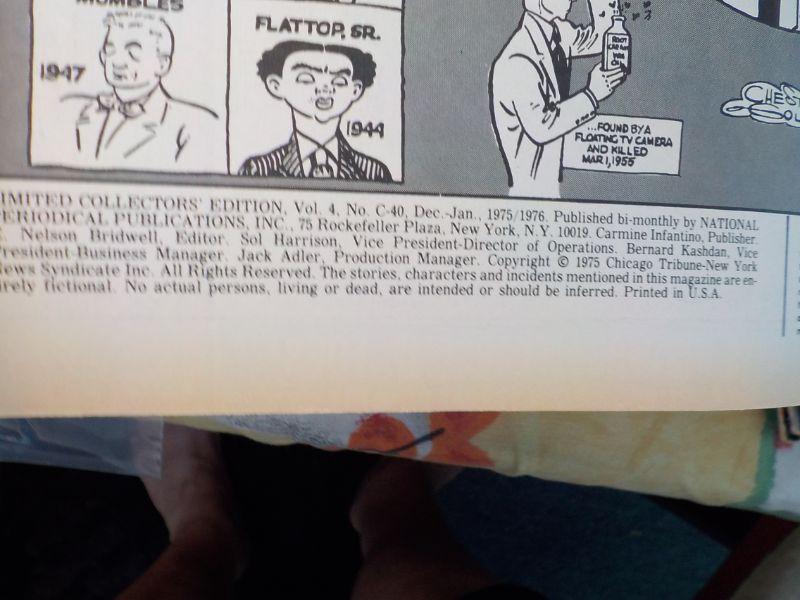 MUMBLES
1947
FLATTOP, SR.
1944
...FOUND BY A
FLOATING TV CAMERA
AND KILLED
MAR 1, 1955
CHEST
LIMITED COLLECTORS' EDITION, Vol. 4, No. C-40, Dec.-Jan., 1975/1976. Published bi-monthly by NATIONAL
PERIODICAL PUBLICATIONS, INC., 75 Rockefeller Plaza, New York, N.Y. 10019. Carmine Infantino, Publisher.
E. Nelson Bridwell, Editor. Sol Harrison, Vice President-Director of Operations. Bernard Kashdan, Vice
President-Business Manager. Jack Adler, Production Manager. Copyright © 1975 Chicago Tribune-New York
News Syndicate Inc. All Rights Reserved. The stories, characters and incidents mentioned in this magazine are en-
irely fictional. No actual persons, living or dead, are intended or should be inferred. Printed in U.S.A.